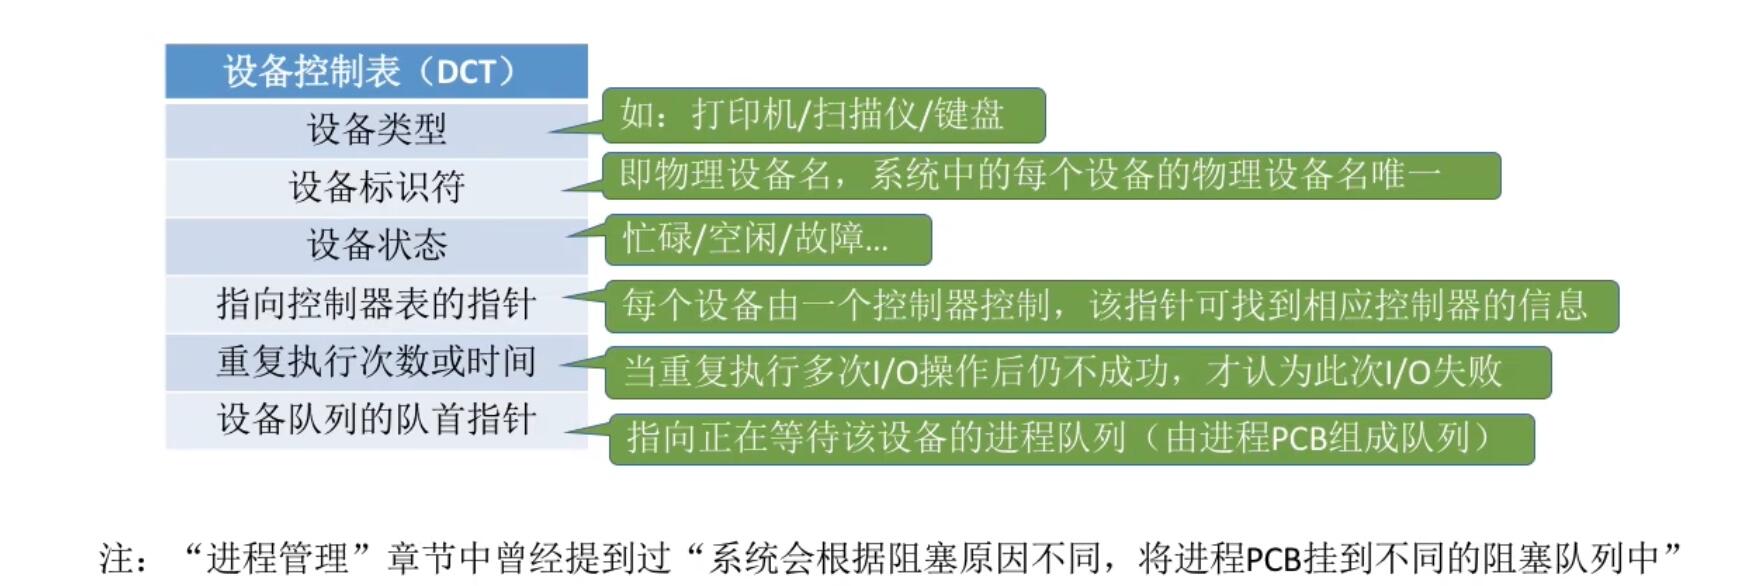 设备控制表（DCT）
设备类型
如：打印机/扫描仪/键盘
设备标识符
即物理设备名，系统中的每个设备的物理设备名唯一
设备状态
忙碌/空闲/故障...
指向控制器表的指针
每个设备由一个控制器控制，该指针可找到相应控制器的信息
重复执行次数或时间
当重复执行多次I/O操作后仍不成功，才认为此次I/O失败
设备队列的队首指针
指向正在等待该设备的进程队列（由进程PCB组成队列）
注：“进程管理”章节中曾经提到过“系统会根据阻塞原因不同，将进程PCB挂到不同的阻塞队列中”